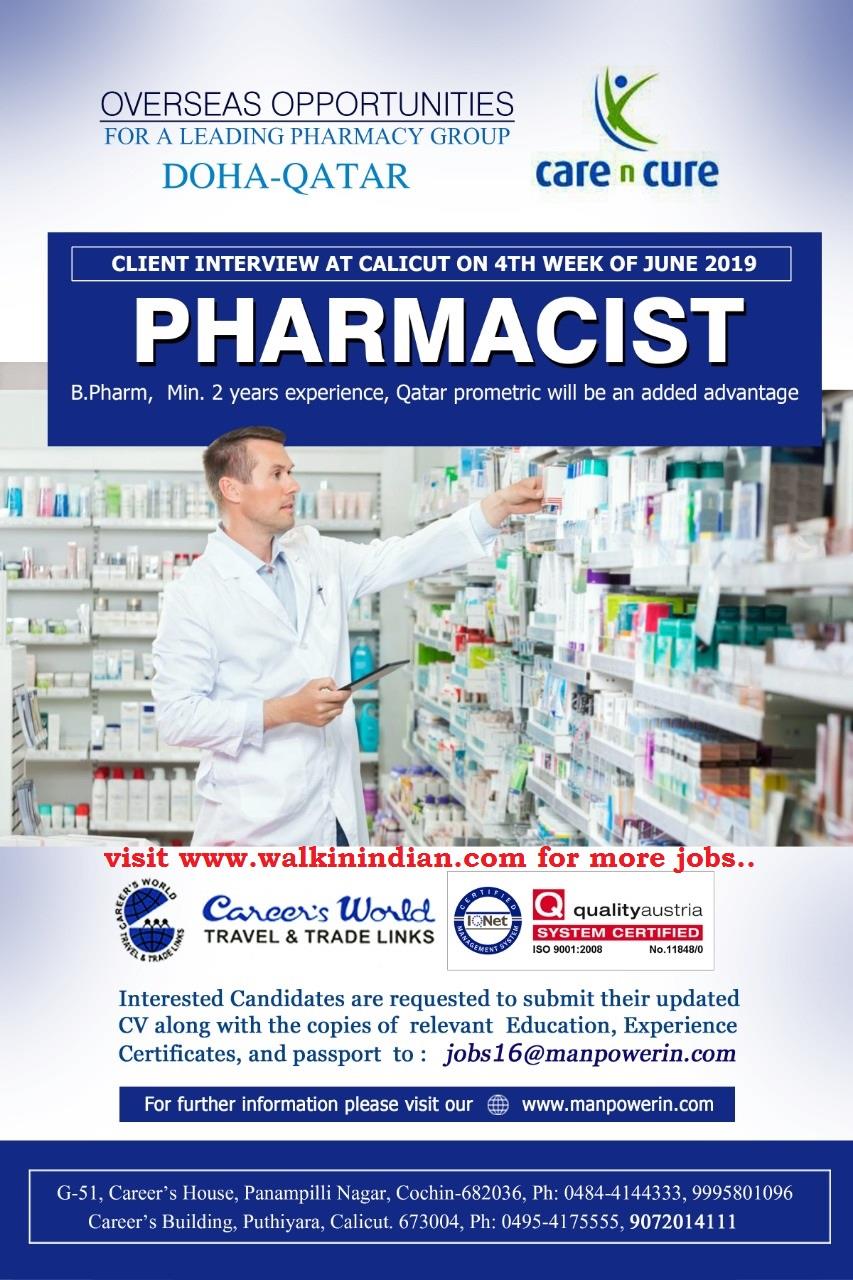 OVERSEAS OPPORTUNITIES
FOR A LEADING PHARMACY GROUP
DOHA-QATAR
care n cure
CLIENT INTERVIEW AT CALICUT ON 4TH WEEK OF JUNE 2019
PHARMACIST
B.Pharm, Min. 2 years experience, Qatar prometric will be an added advantage
visit www.walkinindian.com for more jobs..
CAREER'S WORLD
TRAVEL & TRADE LINKS
Career's World
TRAVEL & TRADE LINKS
CERTIFIED
IQNet
MANAGEMENT SYSTEM
Q qualityaustria
SYSTEM CERTIFIED
ISO 9001:2008 No.11848/0
Interested Candidates are requested to submit their updated
CV along with the copies of relevant Education, Experience
Certificates, and passport to : jobs16@manpowerin.com
For further information please visit our www.manpowerin.com
G-51, Career's House, Panampilli Nagar, Cochin-682036, Ph: 0484-4144333, 9995801096
Career's Building, Puthiyara, Calicut. 673004, Ph: 0495-4175555, 9072014111